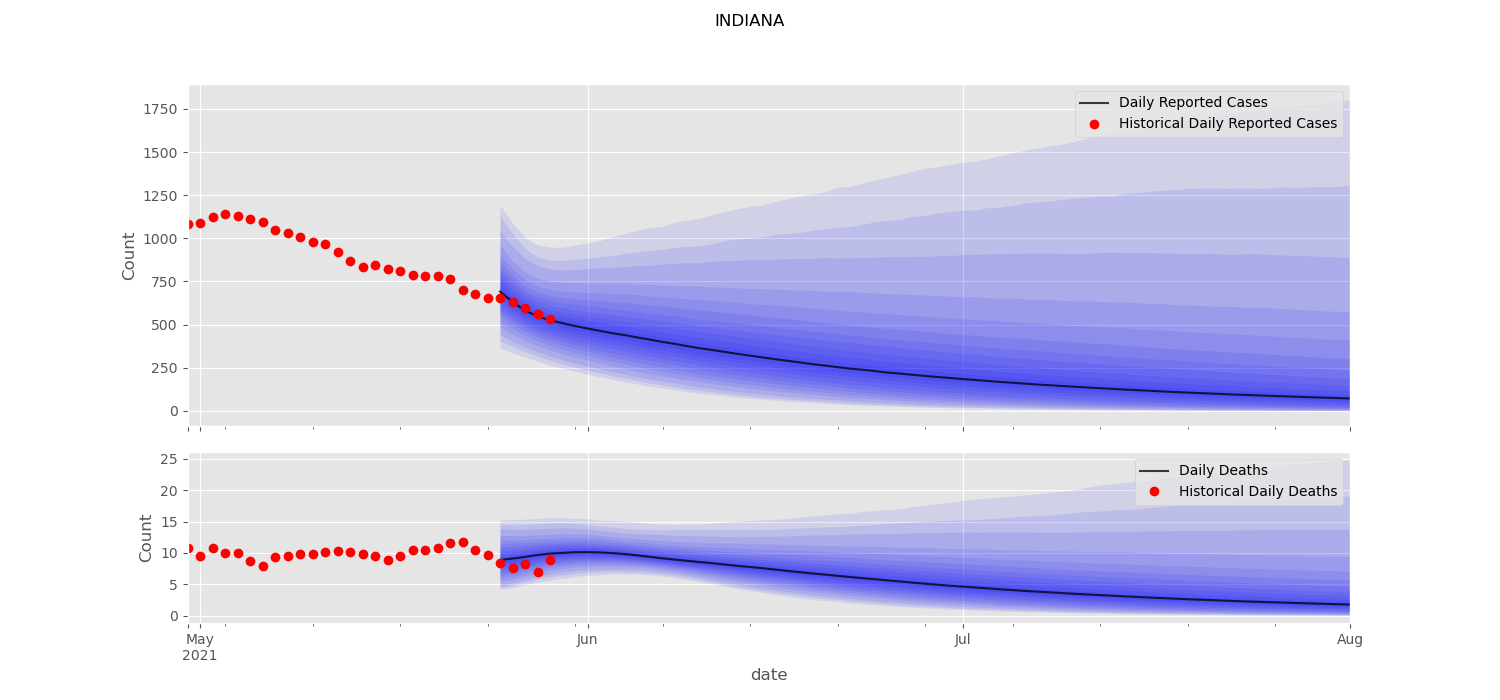 INDIANA
1750
1500
1250
1000
750
500
250
0
Count
Daily Reported Cases
Historical Daily Reported Cases
25
20
15
10
5
0
Count
Daily Deaths
Historical Daily Deaths
May
2021
Jun
Jul
Aug
date